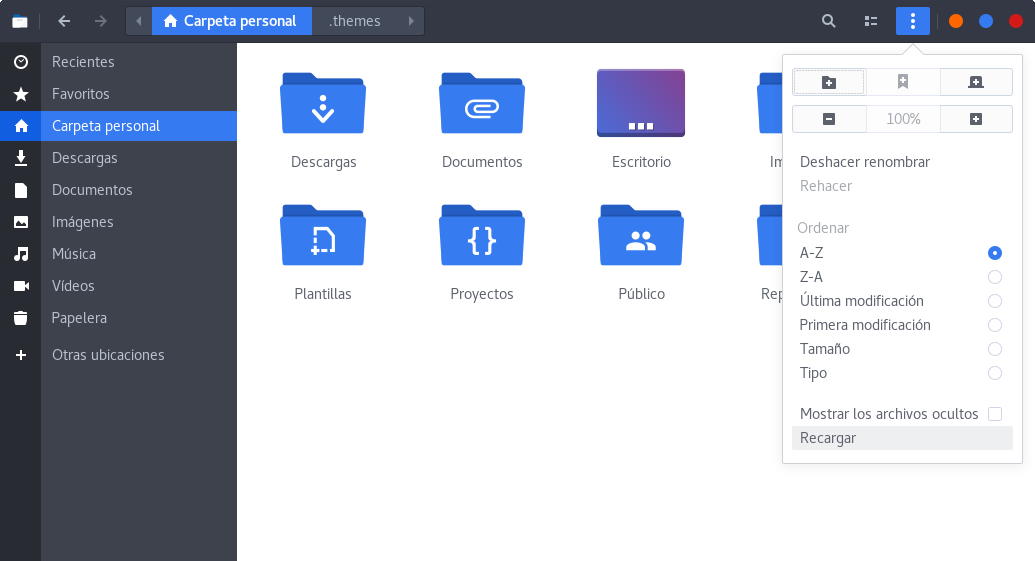 Carpeta personal
.themes
Recientes
Favoritos
Carpeta personal
Descargas
Documentos
Imágenes
Música
Vídeos
Papelera
Otras ubicaciones
Descargas
Documentos
Escritorio
Im
Plantillas
Proyectos
Público
Rep
100%
Deshacer renombrar
Rehacer
Ordenar
A-Z
Z-A
Última modificación
Primera modificación
Tamaño
Tipo
Mostrar los archivos ocultos
Recargar